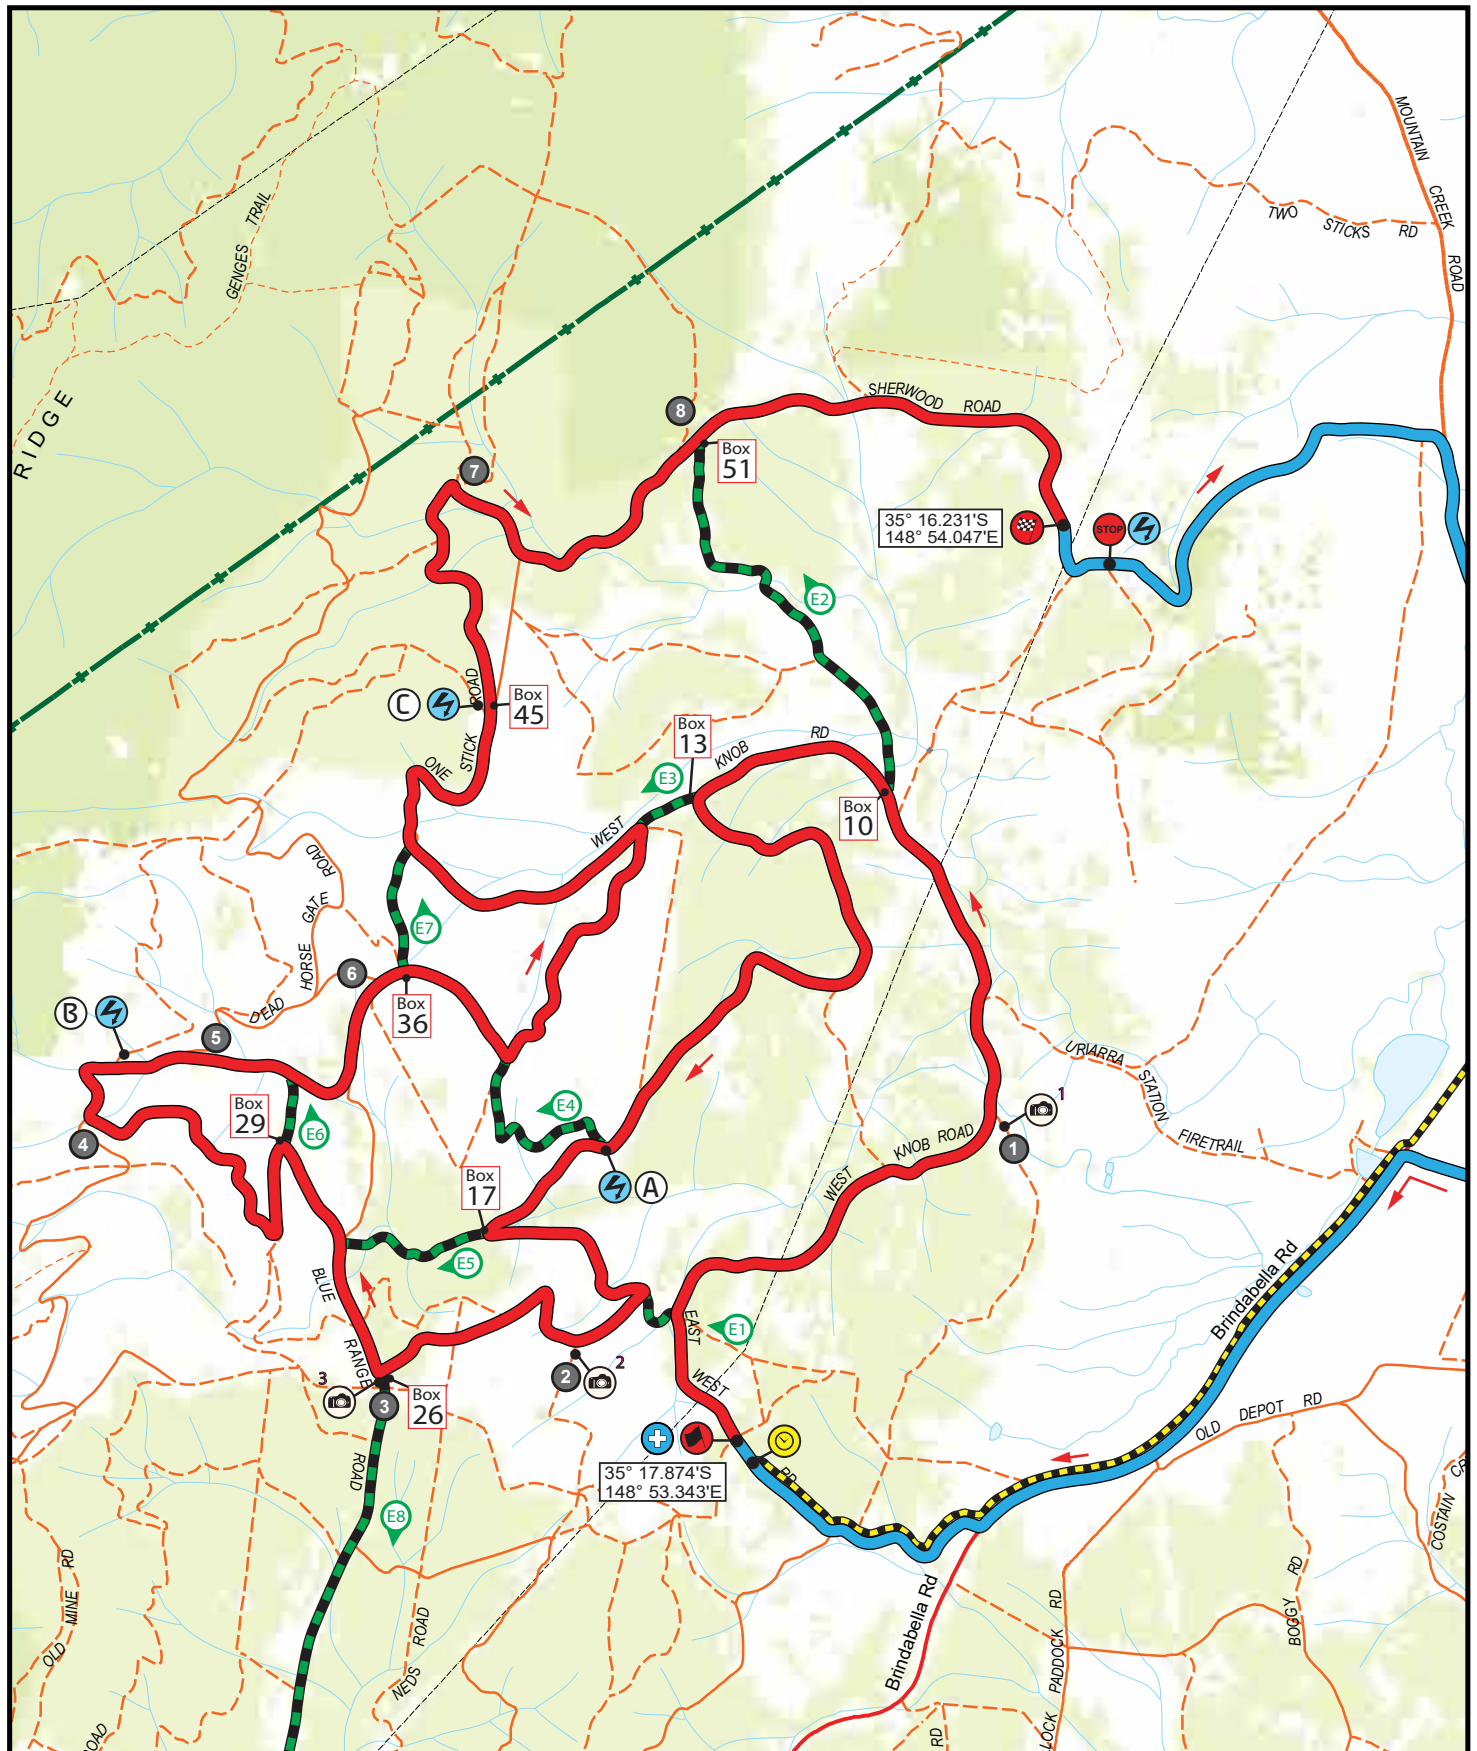 MOUNTAIN CREEK ROAD
TWO STICKS RD
GENGES TRAIL
RIDGE
SHERWOOD ROAD
8
Box
51
7
35° 16.231'S
148° 54.047'E
STOP
E2
C
ONE STICK ROAD
Box
45
Box
13
WEST KNOB RD
E3
Box
10
DEAD HORSE GATE ROAD
E7
6
Box
36
B
5
URIARRA STATION FIRETRAIL
1
1
E4
Box
29
E6
4
WEST KNOB ROAD
Box
17
A
E5
Brindabella Rd
BLUE RANGE ROAD
EAST WEST RD
E1
2
2
3
3
Box
26
OLD DEPOT RD
35° 17.874'S
148° 53.343'E
E8
COSTAIN CR
OLD MINE RD
NEDS ROAD
Brindabella Rd
PADDOCK RD
BOGGY RD
LOCK
RD
OAD